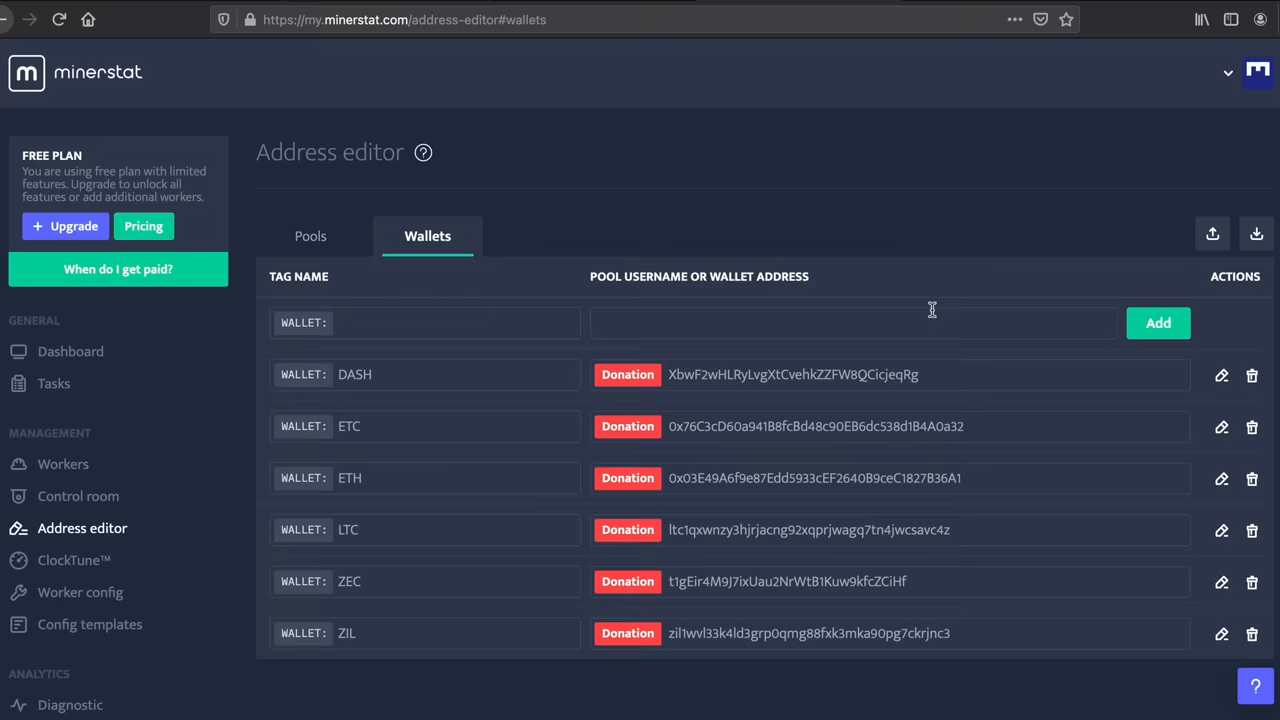 https://my.minerstat.com/address-editor#wallets
m minerstat
FREE PLAN
You are using free plan with limited
features. Upgrade to unlock all
features or add additional workers.
+ Upgrade
Pricing
When do I get paid?
GENERAL
Dashboard
Tasks
MANAGEMENT
Workers
Control room
Address editor
ClockTune™
Worker config
Config templates
ANALYTICS
Diagnostic
Address editor ?
Pools Wallets
TAG NAME POOL USERNAME OR WALLET ADDRESS ACTIONS
WALLET: Add
WALLET: DASH Donation XbwF2wHLRyLvgXtCvehkZZFW8QCicjeqRg
WALLET: ETC Donation 0x76C3cD60a941B8fcBd48c90EB6dc538d1B4A0a32
WALLET: ETH Donation 0x03E49A6f9e87Edd5933cEF2640B9ceC1827B36A1
WALLET: LTC Donation ltc1qxwnzy3hjrjacng92xqprjwagq7tn4jwcsavc4z
WALLET: ZEC Donation t1gEir4M9J7ixUau2NrWtB1Kuw9kfcZCiHf
WALLET: ZIL Donation zil1wvl33k4ld3grp0qmg88fxk3mka90pg7ckrjnc3
?